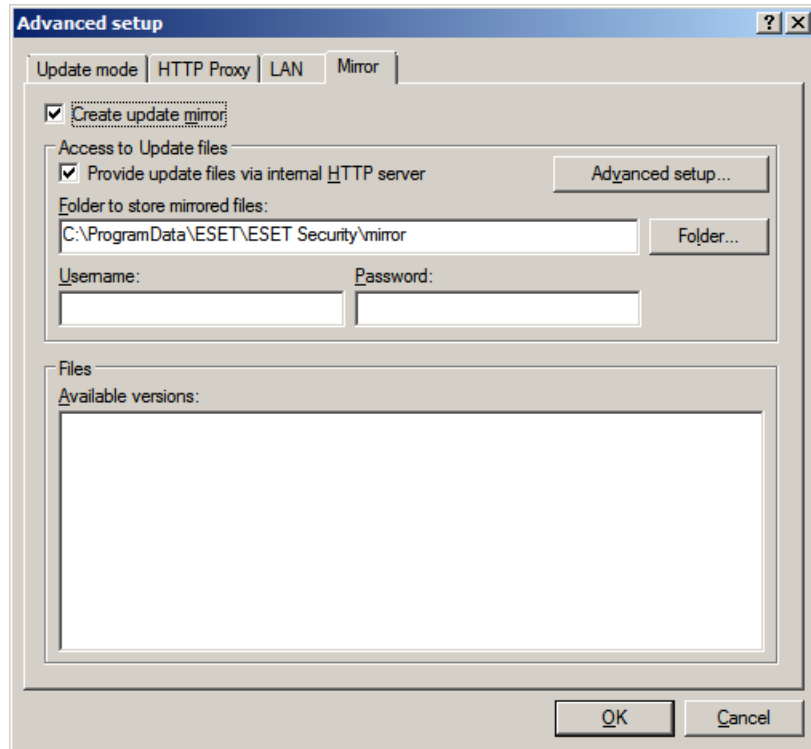 Advanced setup
Update mode HTTP Proxy LAN Mirror
Create update mirror
Access to Update files
Provide update files via internal HTTP server Advanced setup...
Folder to store mirrored files:
C:\ProgramData\ESET\ESET Security\mirror Folder...
Username: Password:
Files
Available versions:
OK Cancel